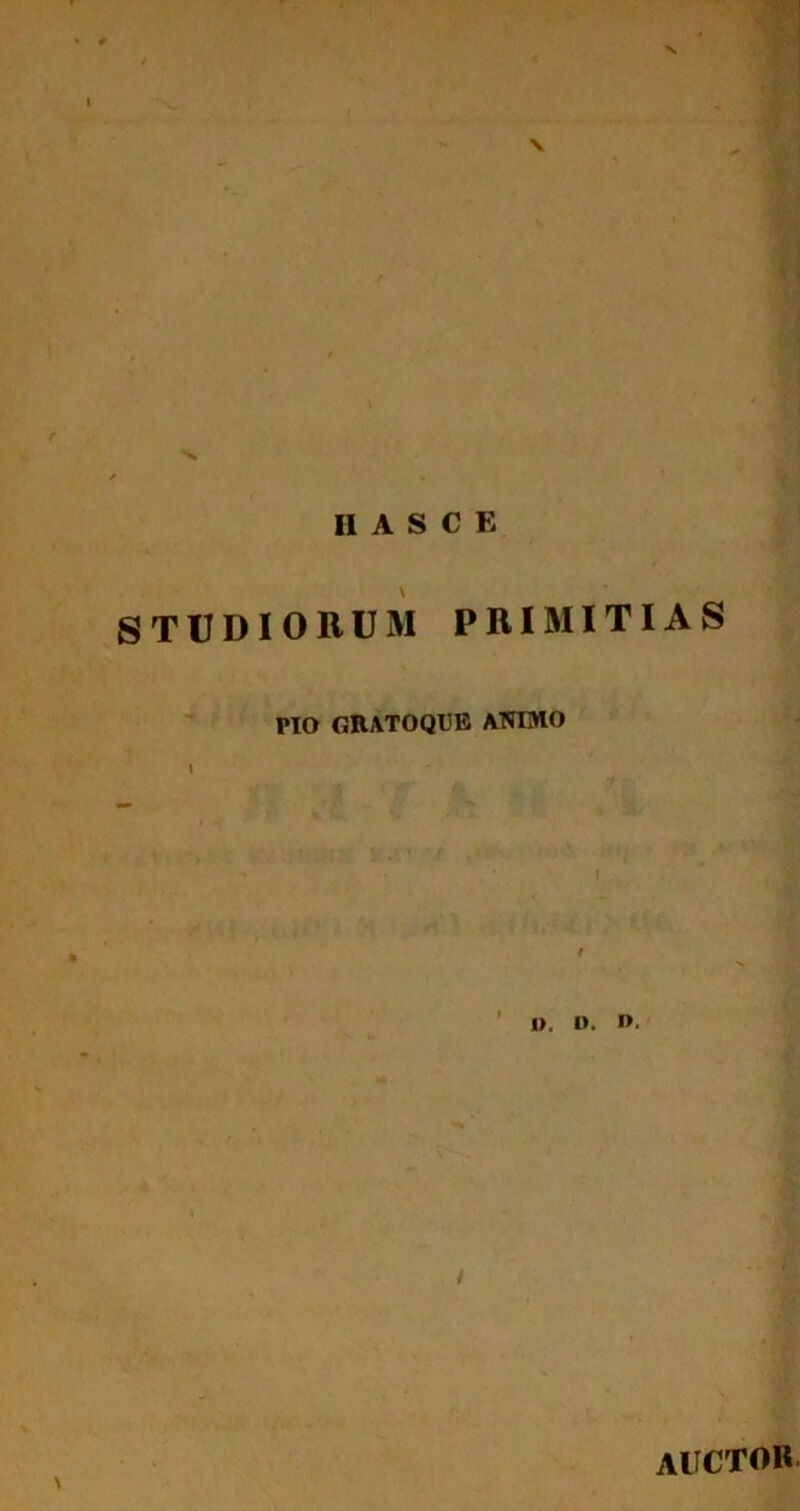 HASCE
STUDIORUM PRIMITIAS
PIO GRATOQUE ANIMO
D. D. D.
AUCTOR.